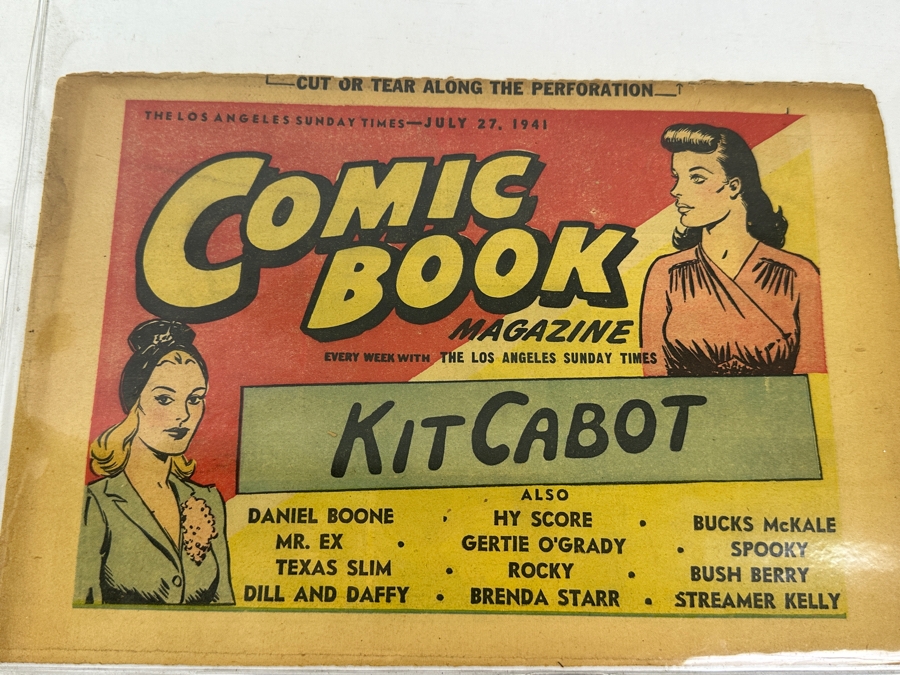 CUT OR TEAR ALONG THE PERFORATION
THE LOS ANGELES SUNDAY TIMES—JULY 27, 1941
COMIC
BOOK
MAGAZINE
EVERY WEEK WITH THE LOS ANGELES SUNDAY TIMES
KIT CABOT
ALSO
DANIEL BOONE • HY SCORE • BUCKS McKALE
MR. EX • GERTIE O'GRADY • SPOOKY
TEXAS SLIM • ROCKY • BUSH BERRY
DILL AND DAFFY • BRENDA STARR • STREAMER KELLY